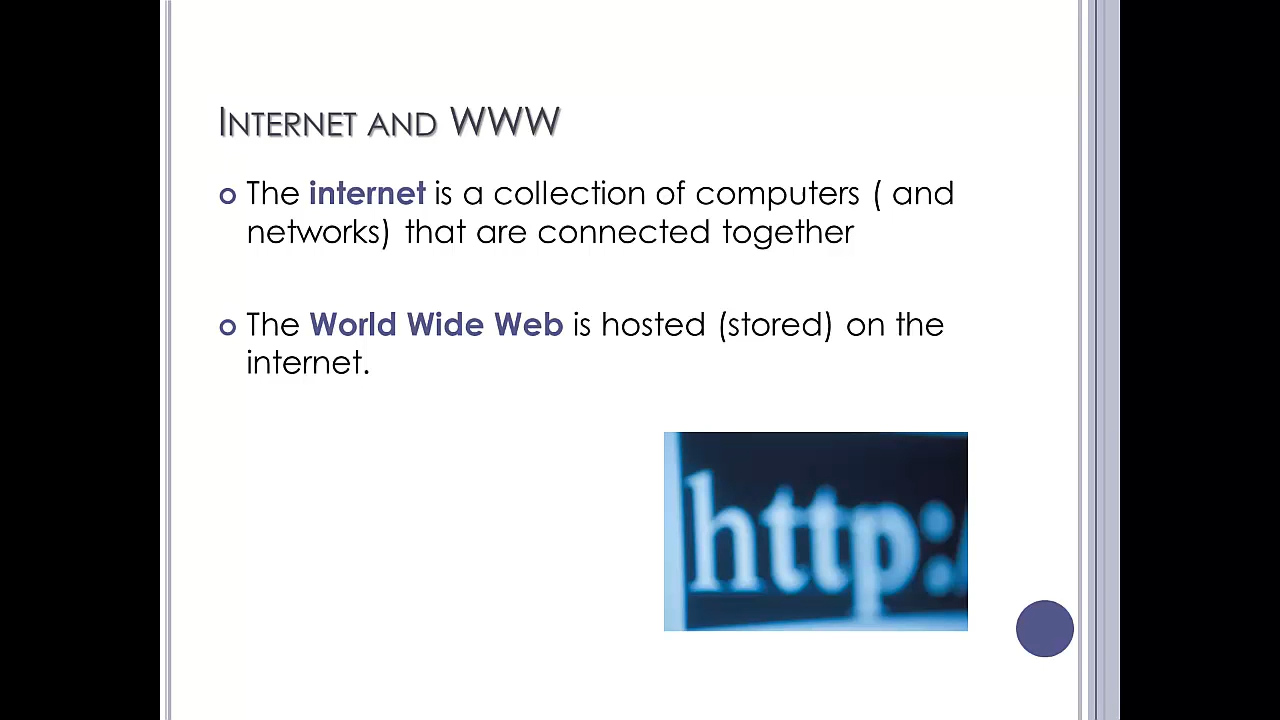 INTERNET AND WWW
The internet is a collection of computers ( and
networks) that are connected together
The World Wide Web is hosted (stored) on the
internet.
http:/